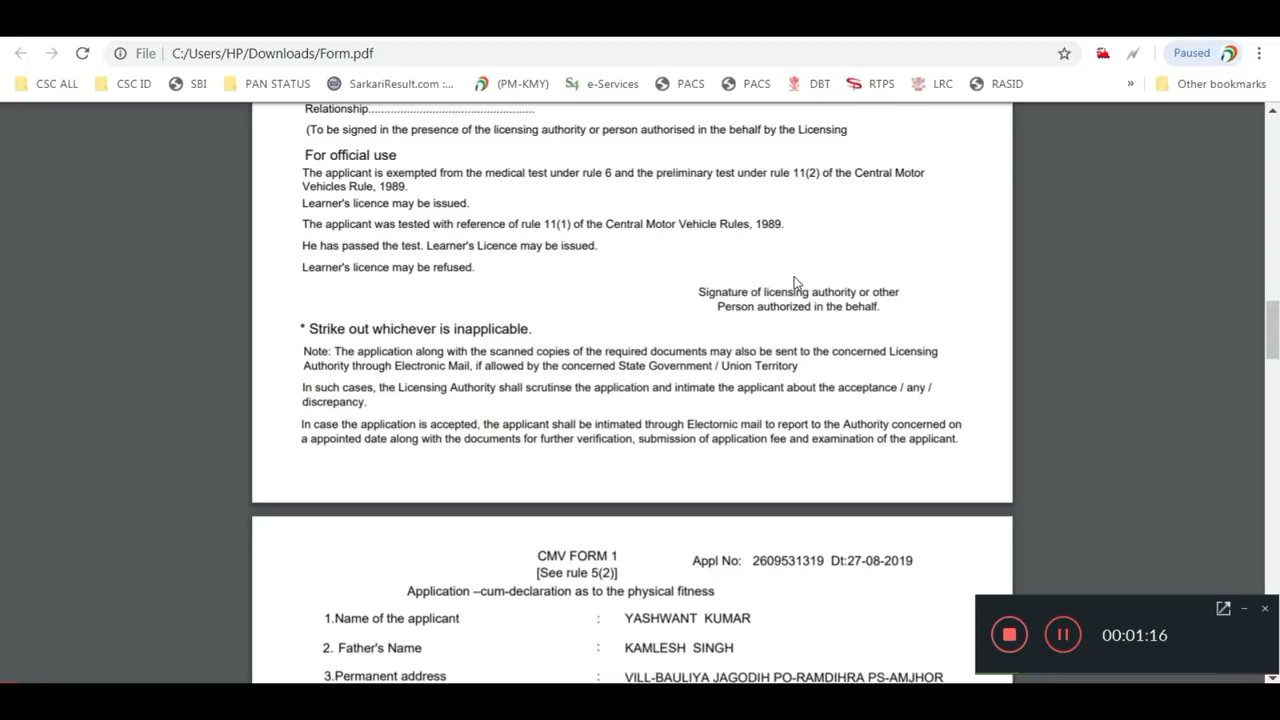 File C:/Users/HP/Downloads/Form.pdf Paused
CSC ALL CSC ID SBI PAN STATUS SarkariResult.com :... (PM-KMY) e-Services PACS PACS DBT RTPS LRC RASID » Other bookmarks
Relationship....................................................
(To be signed in the presence of the licensing authority or person authorised in the behalf by the Licensing
For official use
The applicant is exempted from the medical test under rule 6 and the preliminary test under rule 11(2) of the Central Motor
Vehicles Rule, 1989.
Learner's licence may be issued.
The applicant was tested with reference of rule 11(1) of the Central Motor Vehicle Rules, 1989.
He has passed the test. Learner's Licence may be issued.
Learner's licence may be refused.
Signature of licensing authority or other
Person authorized in the behalf.
* Strike out whichever is inapplicable.
Note: The application along with the scanned copies of the required documents may also be sent to the concerned Licensing
Authority through Electronic Mail, if allowed by the concerned State Government / Union Territory
In such cases, the Licensing Authority shall scrutinse the application and intimate the applicant about the acceptance / any /
discrepancy.
In case the application is accepted, the applicant shall be intimated through Electornic mail to report to the Authority concerned on
a appointed date along with the documents for further verification, submission of application fee and examination of the applicant.
CMV FORM 1
Appl No: 2609531319 Dt:27-08-2019
[See rule 5(2)]
Application –cum-declaration as to the physical fitness
1.Name of the applicant : YASHWANT KUMAR
2. Father's Name : KAMLESH SINGH
3.Permanent address : VILL-BAULIYA JAGODIH PO-RAMDIHRA PS-AMJHOR
00:01:16